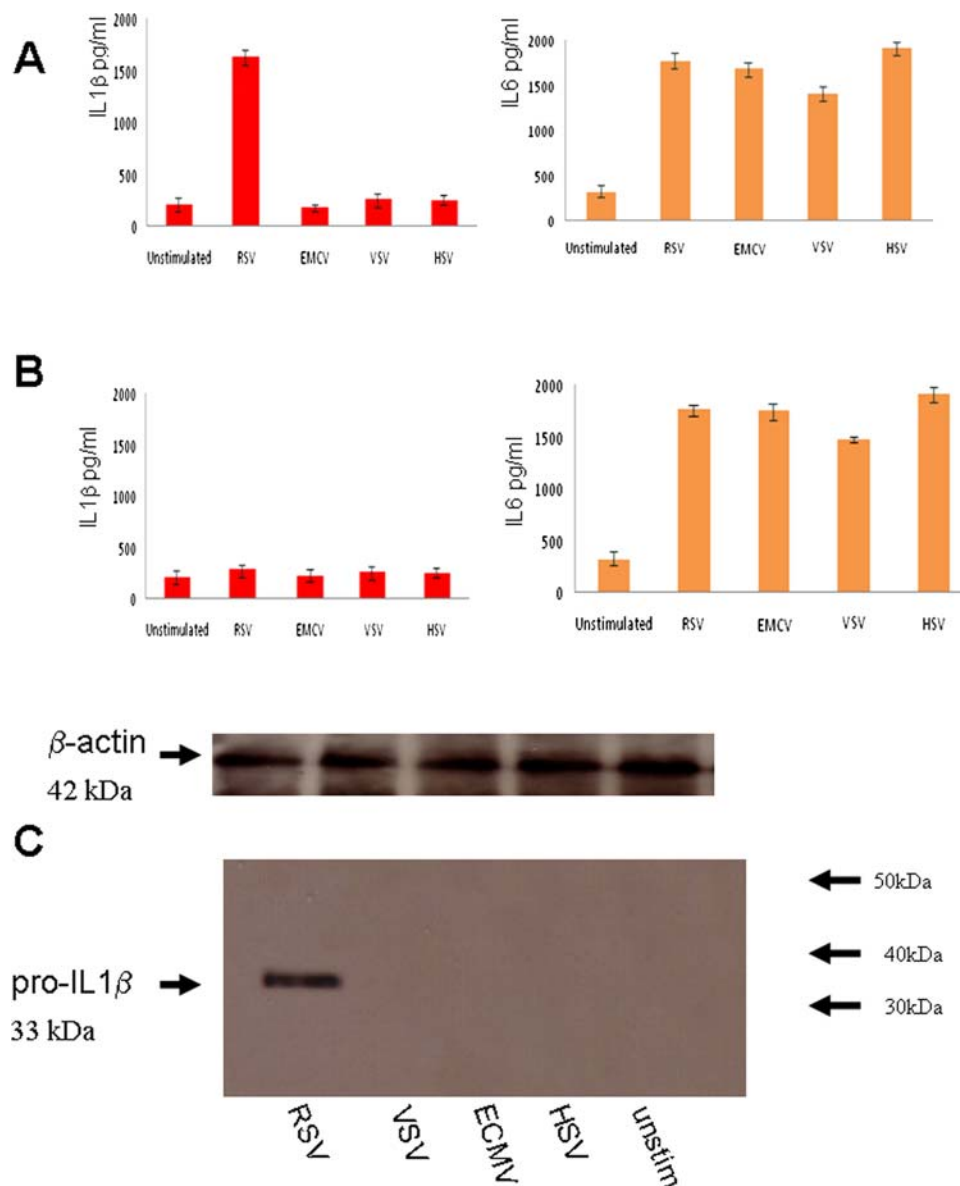 A
IL1β pg/ml
2000
1500
1000
500
0
Unstimulated RSV EMCV VSV HSV
IL6 pg/ml
2000
1500
1000
500
0
Unstimulated RSV EMCV VSV HSV
B
IL1β pg/ml
2000
1500
1000
500
0
Unstimulated RSV EMCV VSV HSV
IL6 pg/ml
2000
1500
1000
500
0
Unstimulated RSV EMCV VSV HSV
β-actin
42 kDa
C
50kDa
40kDa
pro-IL1β
30kDa
33 kDa
RSV VSV ECMV HSV unstim